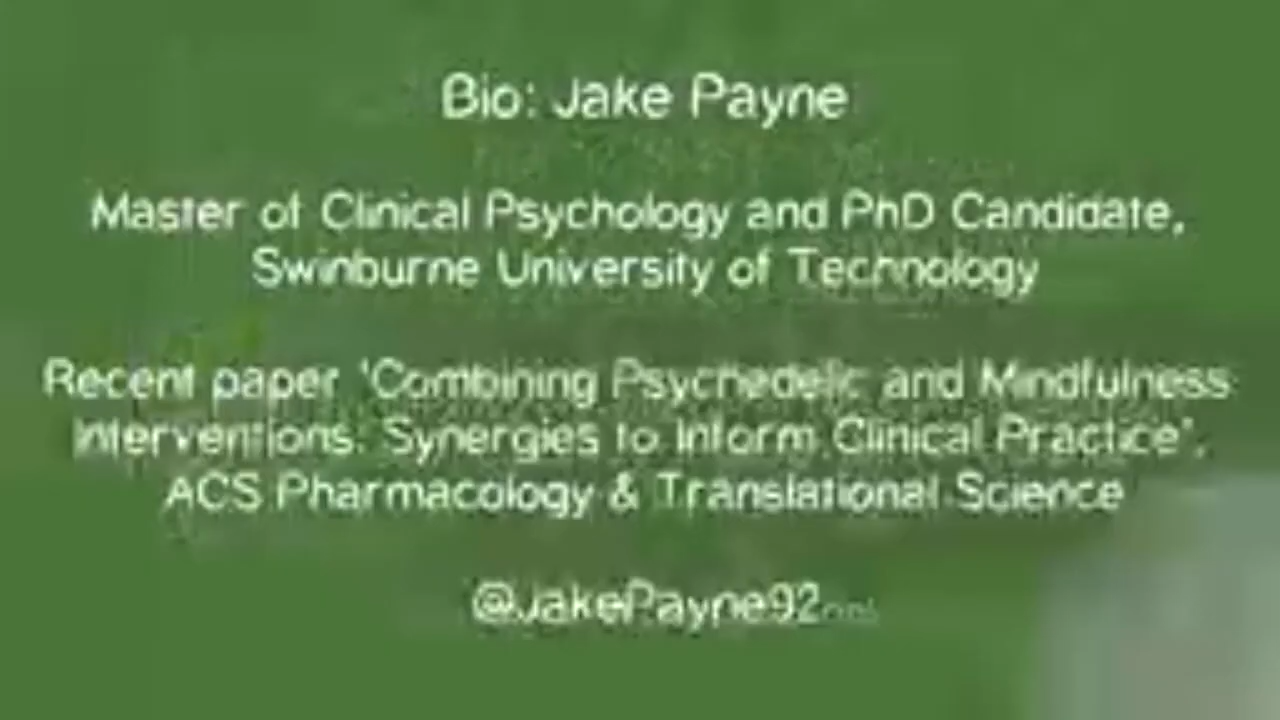 Bio: Jake Payne
Master of Clinical Psychology and PhD Candidate,
Swinburne University of Technology
Recent paper 'Combining Psychedelic and Mindfulness
Interventions: Synergies to Inform Clinical Practice',
ACS Pharmacology & Translational Science
@JakePayne92